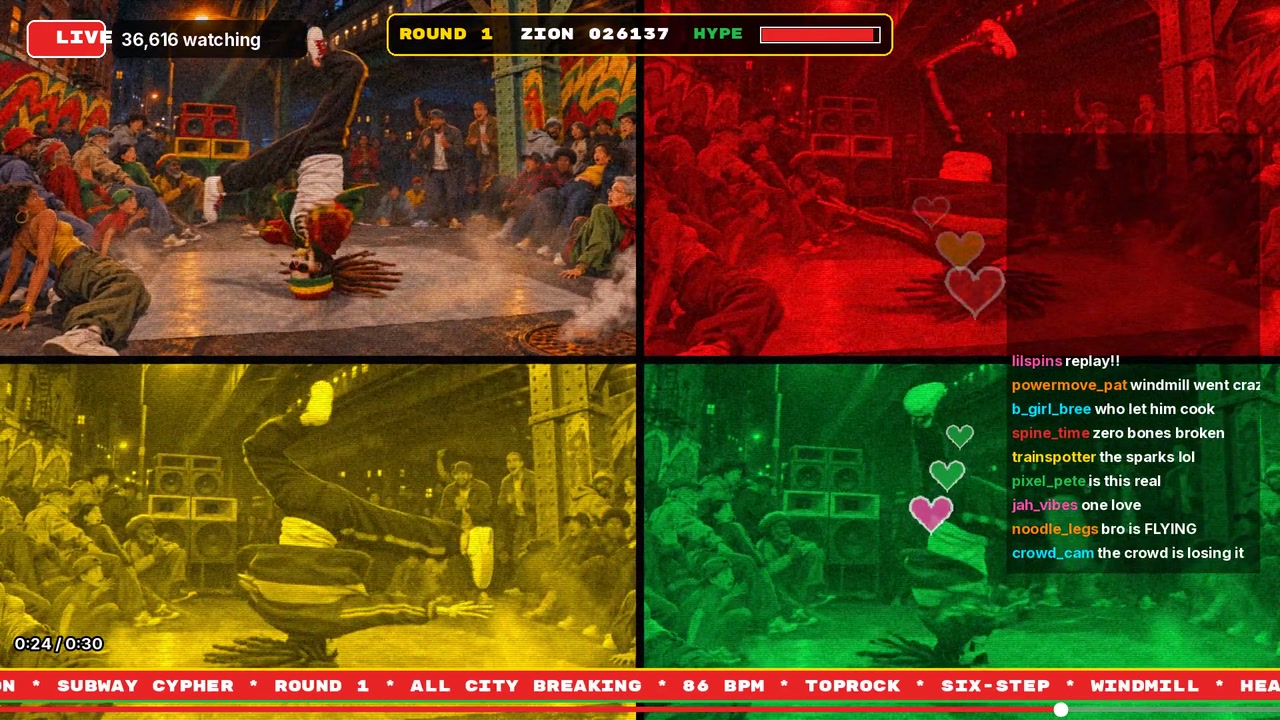 LIVE 36,616 watching
ROUND 1 ZION 026137 HYPE
lilspins replay!!
powermove_pat windmill went craz
b_girl_bree who let him cook
spine_time zero bones broken
trainspotter the sparks lol
pixel_pete is this real
jah_vibes one love
noodle_legs bro is FLYING
crowd_cam the crowd is losing it
0:24 / 0:30
ON * SUBWAY CYPHER * ROUND 1 * ALL CITY BREAKING * 86 BPM * TOPROCK * SIX-STEP * WINDMILL * HEA